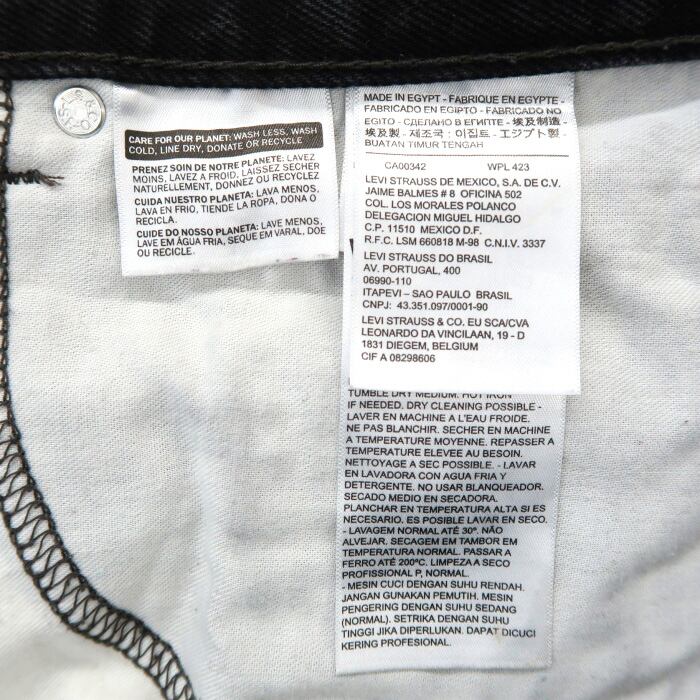 CARE FOR OUR PLANET: WASH LESS, WASH
COLD, LINE DRY, DONATE OR RECYCLE
PRENEZ SOIN DE NOTRE PLANETE: LAVEZ
MOINS, LAVEZ A FROID, LAISSEZ SECHER
NATURELLEMENT, DONNEZ OU RECYCLEZ
CUIDA NUESTRO PLANETA: LAVA MENOS,
LAVA EN FRIO, TIENDE LA ROPA, DONA O
RECICLA.
CUIDE DO NOSSO PLANETA: LAVE MENOS,
LAVE EM ÁGUA FRIA, SEQUE EM VARAL, DOE
OU RECICLE.
MADE IN EGYPT - FABRIQUE EN EGYPTE -
FABRICADO EN EGIPTO - FABRICADO NO
EGITO - СДЕЛАНО В ЕГИПТЕ - 埃及制造 -
埃及製 - 제조국 : 이집트 - エジプト製 -
BUATAN TIMUR TENGAH
CA00342 WPL 423
LEVI STRAUSS DE MEXICO, S.A. DE C.V.
JAIME BALMES # 8 OFICINA 502
COL. LOS MORALES POLANCO
DELEGACION MIGUEL HIDALGO
C.P. 11510 MEXICO D.F.
R.F.C. LSM 660818 M-98 C.N.I.V. 3337
LEVI STRAUSS DO BRASIL
AV. PORTUGAL, 400
06990-110
ITAPEVI – SAO PAULO BRASIL
CNPJ: 43.351.097/0001-90
LEVI STRAUSS & CO. EU SCA/CVA
LEONARDO DA VINCILAAN, 19 - D
1831 DIEGEM, BELGIUM
CIF A 08298606
TUMBLE DRY MEDIUM. HOT IRON
IF NEEDED. DRY CLEANING POSSIBLE -
LAVER EN MACHINE A L'EAU FROIDE.
NE PAS BLANCHIR. SECHER EN MACHINE
A TEMPERATURE MOYENNE. REPASSER A
TEMPERATURE ELEVEE AU BESOIN.
NETTOYAGE A SEC POSSIBLE. - LAVAR
EN LAVADORA CON AGUA FRIA Y
DETERGENTE. NO USAR BLANQUEADOR.
SECADO MEDIO EN SECADORA.
PLANCHAR EN TEMPERATURA ALTA SI ES
NECESARIO. ES POSIBLE LAVAR EN SECO.
- LAVAGEM NORMAL ATÉ 30º. NÃO
ALVEJAR. SECAGEM EM TAMBOR EM
TEMPERATURA NORMAL. PASSAR A
FERRO ATÉ 200ºC. LIMPEZA A SECO
PROFISSIONAL P, NORMAL.
- MESIN CUCI DENGAN SUHU RENDAH.
JANGAN GUNAKAN PEMUTIH. MESIN
PENGERING DENGAN SUHU SEDANG
(NORMAL). SETRIKA DENGAN SUHU
TINGGI JIKA DIPERLUKAN. DAPAT DICUCI
KERING PROFESIONAL.